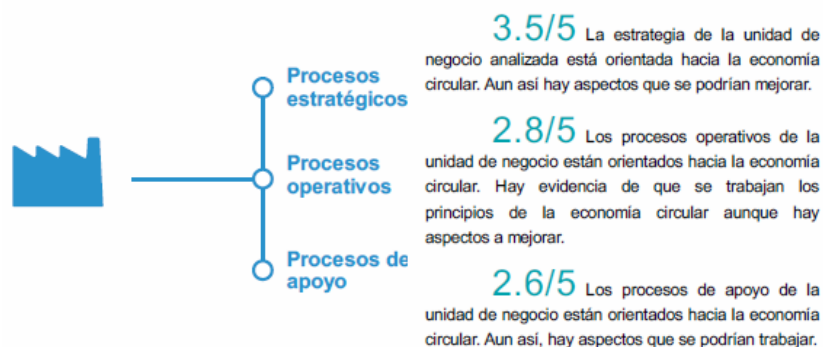 Procesos
estratégicos
3.5/5 La estrategia de la unidad de
negocio analizada está orientada hacia la economía
circular. Aun así hay aspectos que se podrían mejorar.
Procesos
operativos
2.8/5 Los procesos operativos de la
unidad de negocio están orientados hacia la economía
circular. Hay evidencia de que se trabajan los
principios de la economía circular aunque hay
aspectos a mejorar.
Procesos de
apoyo
2.6/5 Los procesos de apoyo de la
unidad de negocio están orientados hacia la economía
circular. Aun así, hay aspectos que se podrían trabajar.